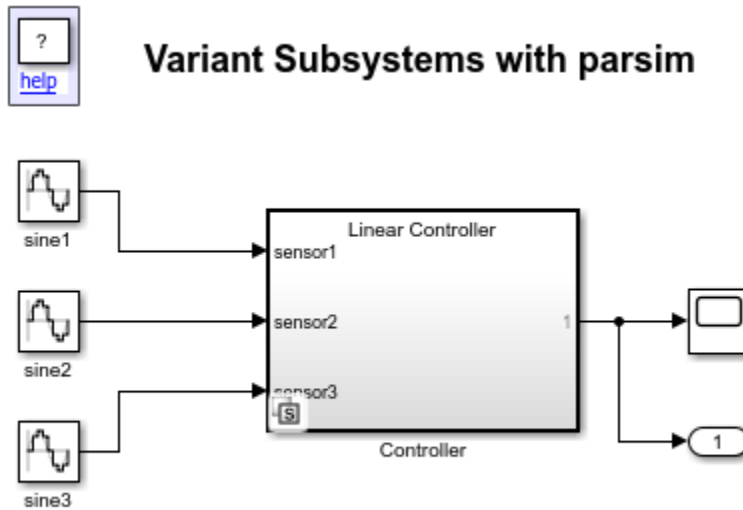 ?
help
Variant Subsystems with parsim
sine1
Linear Controller
sensor1
sine2
sensor2
1
sine3
sensor3
S
Controller
1